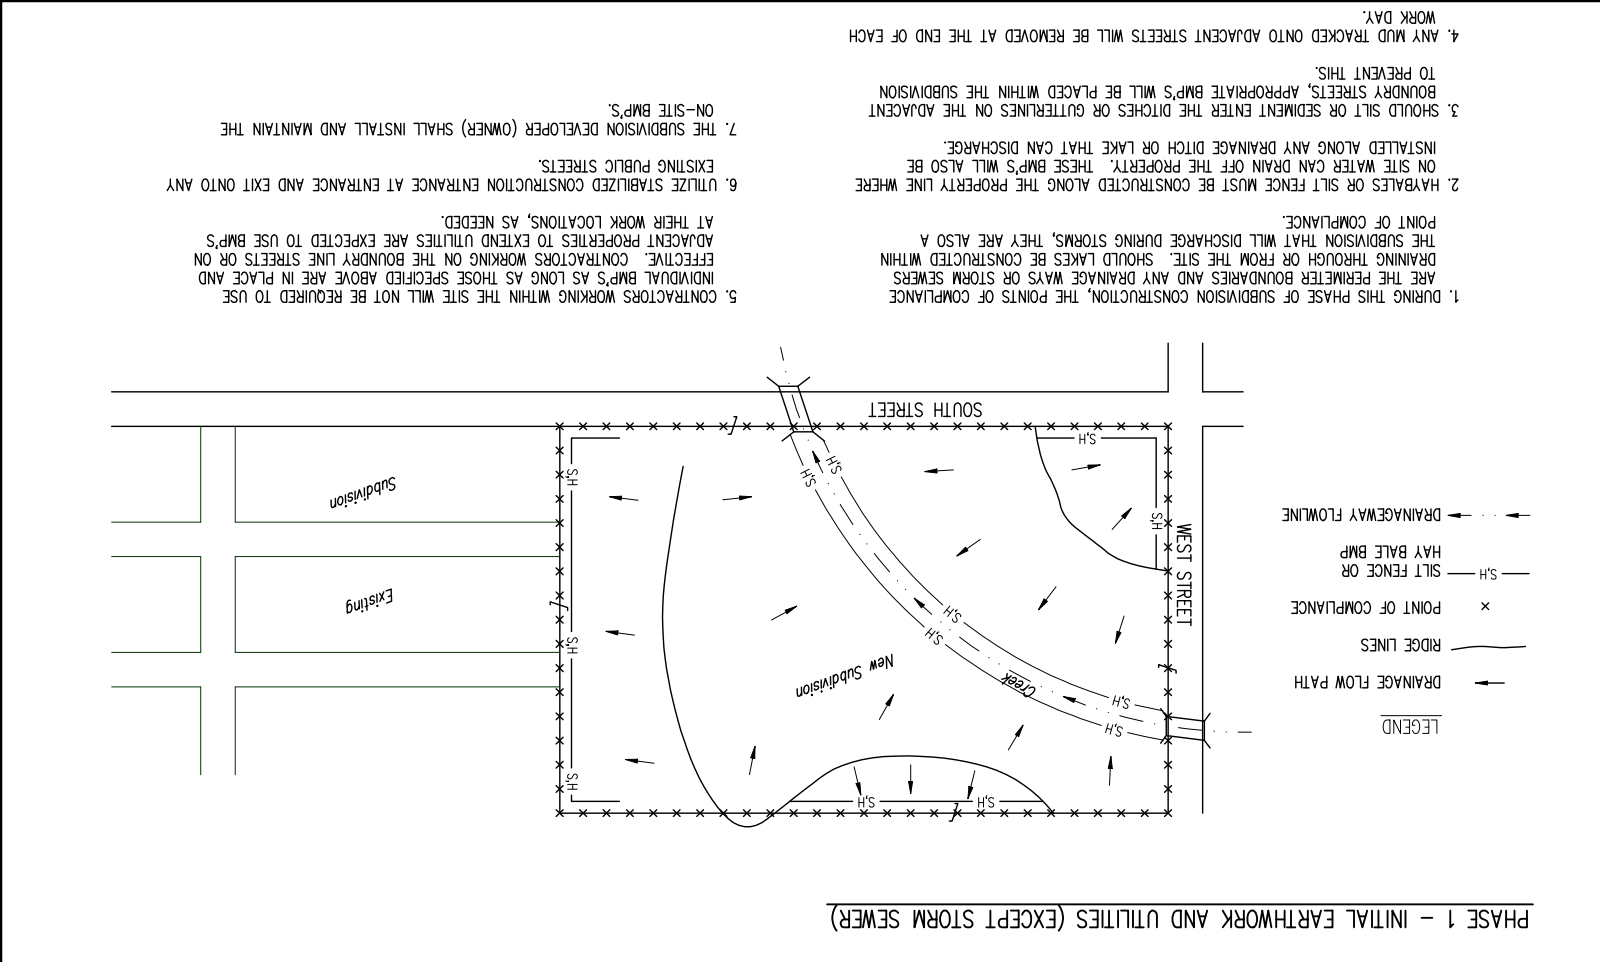 PHASE 1 - INITIAL EARTHWORK AND UTILITIES (EXCEPT STORM SEWER)
LEGEND
DRAINAGE FLOW PATH
RIDGE LINES
POINT OF COMPLIANCE
S,H
SILT FENCE OR
HAY BALE BMP
DRAINAGEWAY FLOWLINE
S,H
S,H
S,H
S,H
S,H
Creek
New Subdivision
S,H
S,H
S,H
Existing
WEST STREET
S,H
S,H
S,H
S,H
S,H
Subdivision
S,H
SOUTH STREET
1. DURING THIS PHASE OF SUBDIVISION CONSTRUCTION, THE POINTS OF COMPLIANCE
ARE THE PERIMETER BOUNDARIES AND ANY DRAINAGE WAYS OR STORM SEWERS
DRAINING THROUGH OR FROM THE SITE. SHOULD LAKES BE CONSTRUCTED WITHIN
THE SUBDIVISION THAT WILL DISCHARGE DURING STORMS, THEY ARE ALSO A
POINT OF COMPLIANCE.
2. HAYBALES OR SILT FENCE MUST BE CONSTRUCTED ALONG THE PROPERTY LINE WHERE
ON SITE WATER CAN DRAIN OFF THE PROPERTY. THESE BMP'S WILL ALSO BE
INSTALLED ALONG ANY DRAINAGE DITCH OR LAKE THAT CAN DISCHARGE.
3. SHOULD SILT OR SEDIMENT ENTER THE DITCHES OR GUTTERLINES ON THE ADJACENT
BOUNDRY STREETS, APPROPRIATE BMP'S WILL BE PLACED WITHIN THE SUBDIVISION
TO PREVENT THIS.
4. ANY MUD TRACKED ONTO ADJACENT STREETS WILL BE REMOVED AT THE END OF EACH
WORK DAY.
5. CONTRACTORS WORKING WITHIN THE SITE WILL NOT BE REQUIRED TO USE
INDIVIDUAL BMP'S AS LONG AS THOSE SPECIFIED ABOVE ARE IN PLACE AND
EFFECTIVE. CONTRACTORS WORKING ON THE BOUNDRY LINE STREETS OR ON
ADJACENT PROPERTIES TO EXTEND UTILITIES ARE EXPECTED TO USE BMP'S
AT THEIR WORK LOCATIONS, AS NEEDED.
6. UTILIZE STABILIZED CONSTRUCTION ENTRANCE AT ENTRANCE AND EXIT ONTO ANY
EXISTING PUBLIC STREETS.
7. THE SUBDIVISION DEVELOPER (OWNER) SHALL INSTALL AND MAINTAIN THE
ON-SITE BMP'S.